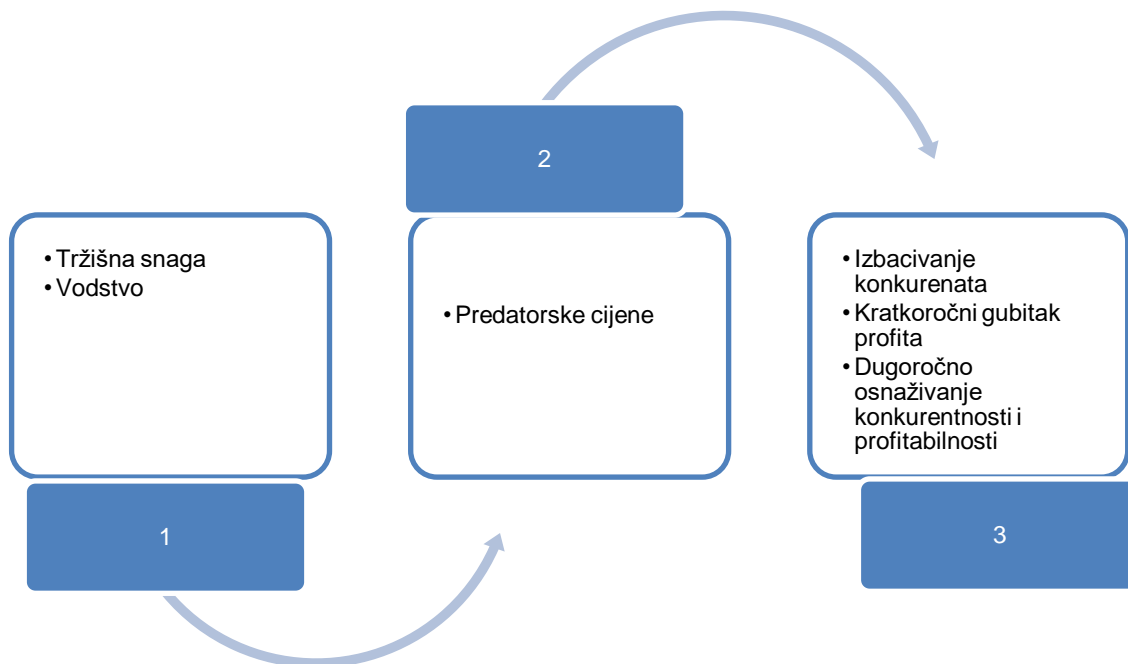 • Tržišna snaga
• Vodstvo
1
2
• Predatorske cijene
• Izbacivanje
konkurenata
• Kratkoročni gubitak
profita
• Dugoročno
osnaživanje
konkurentnosti i
profitabilnosti
3